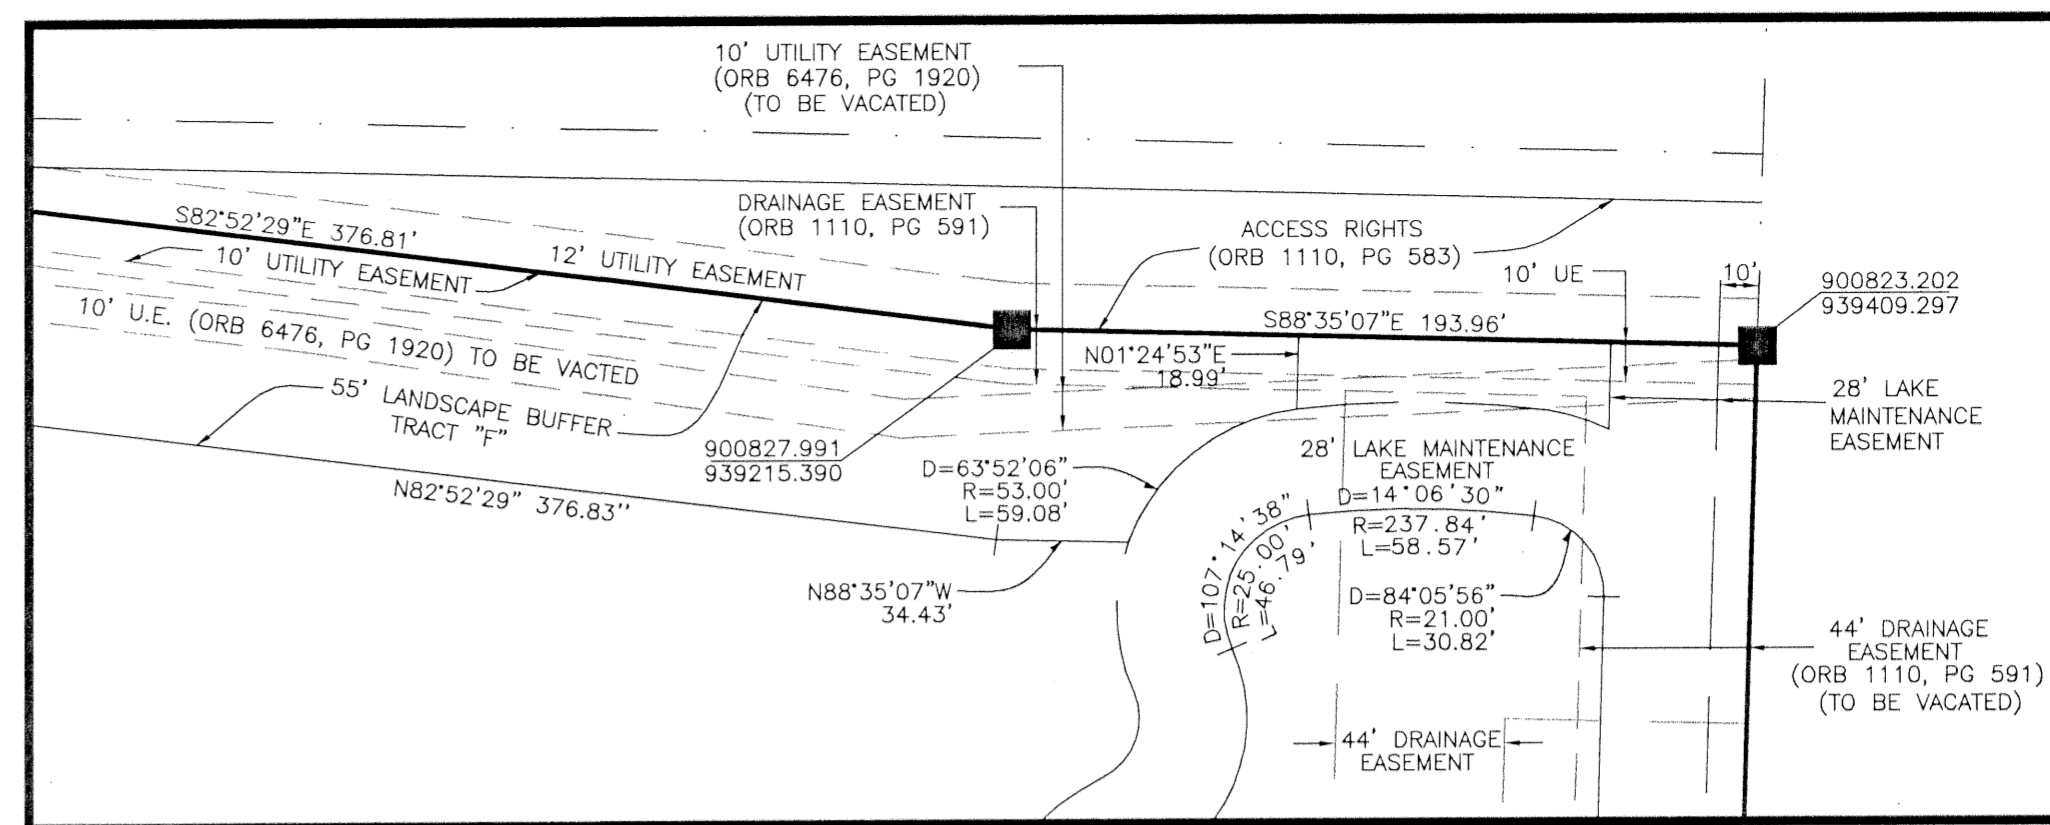 10' UTILITY EASEMENT
(ORB 6476, PG 1920)
(TO BE VACATED)
DRAINAGE EASEMENT
(ORB 1110, PG 591)
ACCESS RIGHTS
(ORB 1110, PG 583)
10' UE
10'
900823.202
939409.297
S82°52'29"E 376.81'
10' UTILITY EASEMENT
12' UTILITY EASEMENT
10' U.E. (ORB 6476, PG 1920) TO BE VACTED
55' LANDSCAPE BUFFER
TRACT "F"
S88°35'07"E 193.96'
N01°24'53"E
18.99'
28' LAKE
MAINTENANCE
EASEMENT
900827.991
939215.390
N82°52'29" 376.83''
D=63°52'06"
R=53.00'
L=59.08'
28' LAKE MAINTENANCE
EASEMENT
D=14°06'30"
R=237.84'
L=58.57'
D=107°14'38"
R=25.00'
L=46.79'
N88°35'07"W
34.43'
D=84°05'56"
R=21.00'
L=30.82'
44' DRAINAGE
EASEMENT
(ORB 1110, PG 591)
(TO BE VACATED)
44' DRAINAGE
EASEMENT